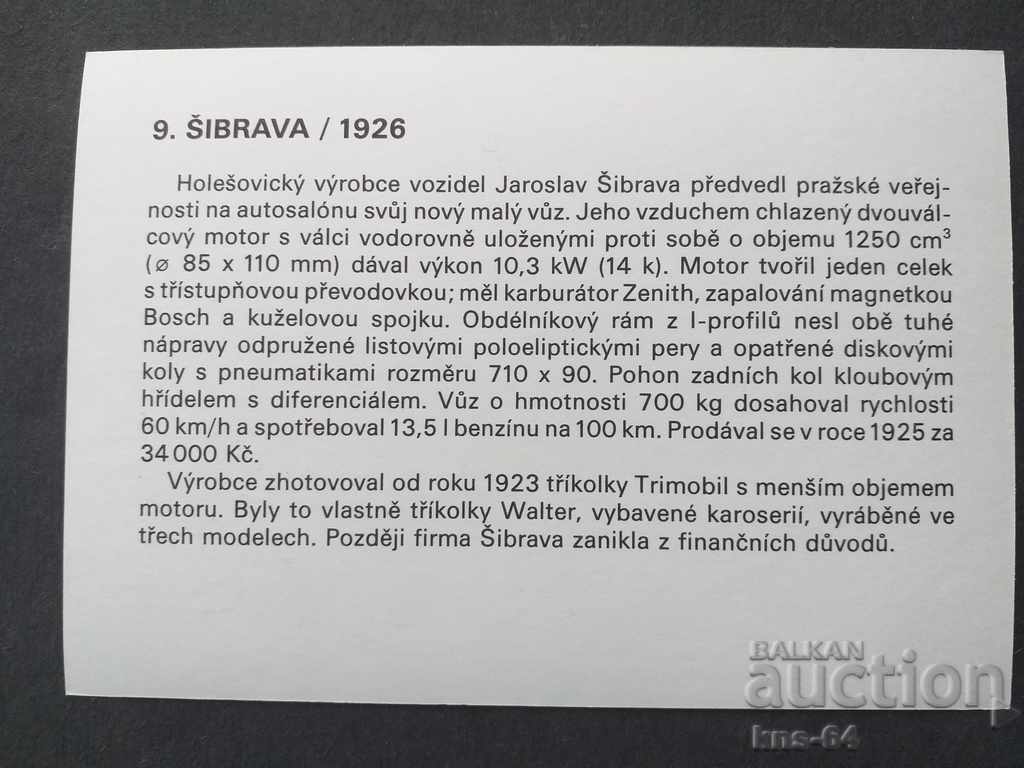 9. ŠIBRAVA / 1926
Holešovický výrobce vozidel Jaroslav Šibrava předvedl pražské veřej-
nosti na autosalónu svůj nový malý vůz. Jeho vzduchem chlazený dvouvál-
cový motor s válci vodorovně uloženými proti sobě o objemu 1250 cm³
(ø 85 x 110 mm) dával výkon 10,3 kW (14 k). Motor tvořil jeden celek
s třístupňovou převodovkou; měl karburátor Zenith, zapalování magnetkou
Bosch a kuželovou spojku. Obdélníkový rám z I-profilů nesl obě tuhé
nápravy odpružené listovými poloeliptickými pery a opatřené diskovými
koly s pneumatikami rozměru 710 x 90. Pohon zadních kol kloubovým
hřídelem s diferenciálem. Vůz o hmotnosti 700 kg dosahoval rychlosti
60 km/h a spotřeboval 13,5 l benzínu na 100 km. Prodával se v roce 1925 za
34 000 Kč.
Výrobce zhotovoval od roku 1923 tříkolky Trimobil s menším objemem
motoru. Byly to vlastně tříkolky Walter, vybavené karoserií, vyráběné ve
třech modelech. Později firma Šibrava zanikla z finančních důvodů.
BALKAN
auction
kns-64